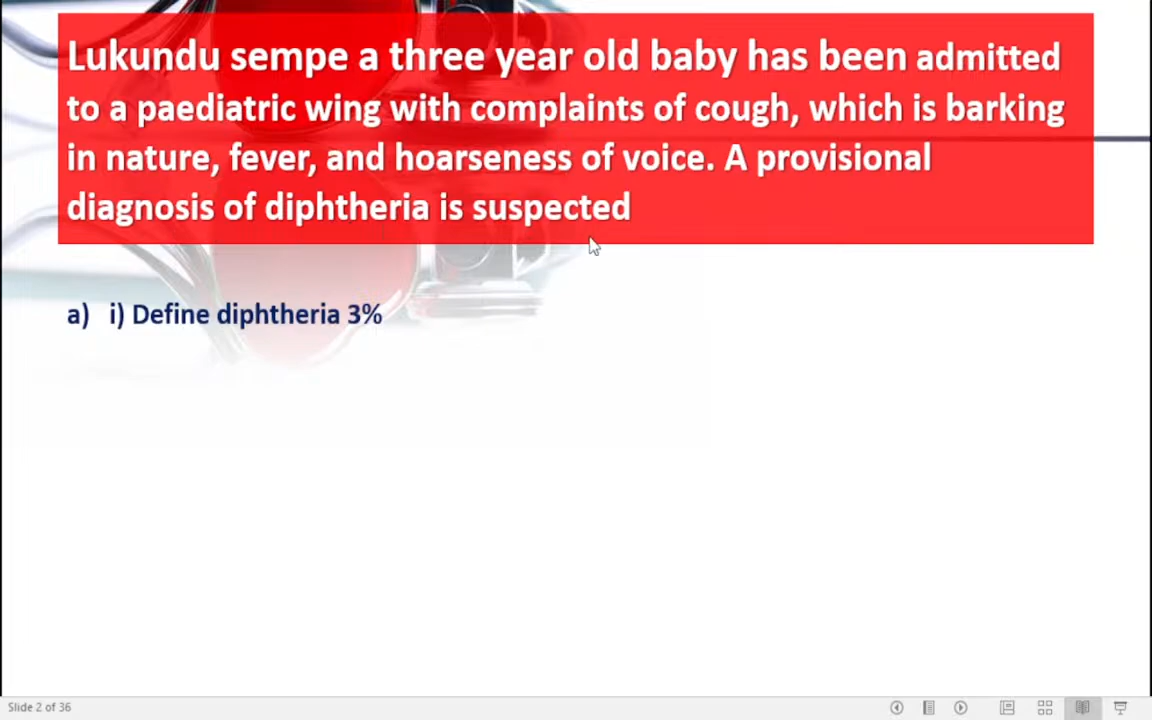 Lukundu sempe a three year old baby has been admitted
to a paediatric wing with complaints of cough, which is barking
in nature, fever, and hoarseness of voice. A provisional
diagnosis of diphtheria is suspected
a) i) Define diphtheria 3%
Slide 2 of 36